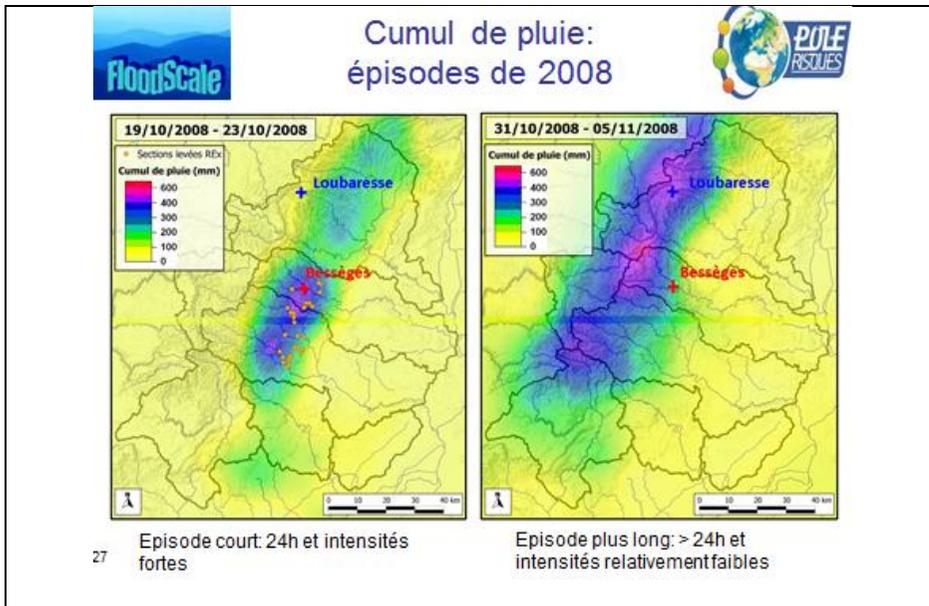 FloodScale
Cumul de pluie:
épisodes de 2008
PÔLE
RISQUES
19/10/2008 - 23/10/2008
Sections levées REx
Cumul de pluie (mm)
600
400
300
200
100
0
Loubaresse
Bessèges
0 10 20 30 40 km
31/10/2008 - 05/11/2008
Cumul de pluie (mm)
600
400
300
200
100
0
Loubaresse
Bessèges
0 10 20 30 40 km
27
Episode court: 24h et intensités
fortes
Episode plus long: > 24h et
intensités relativement faibles